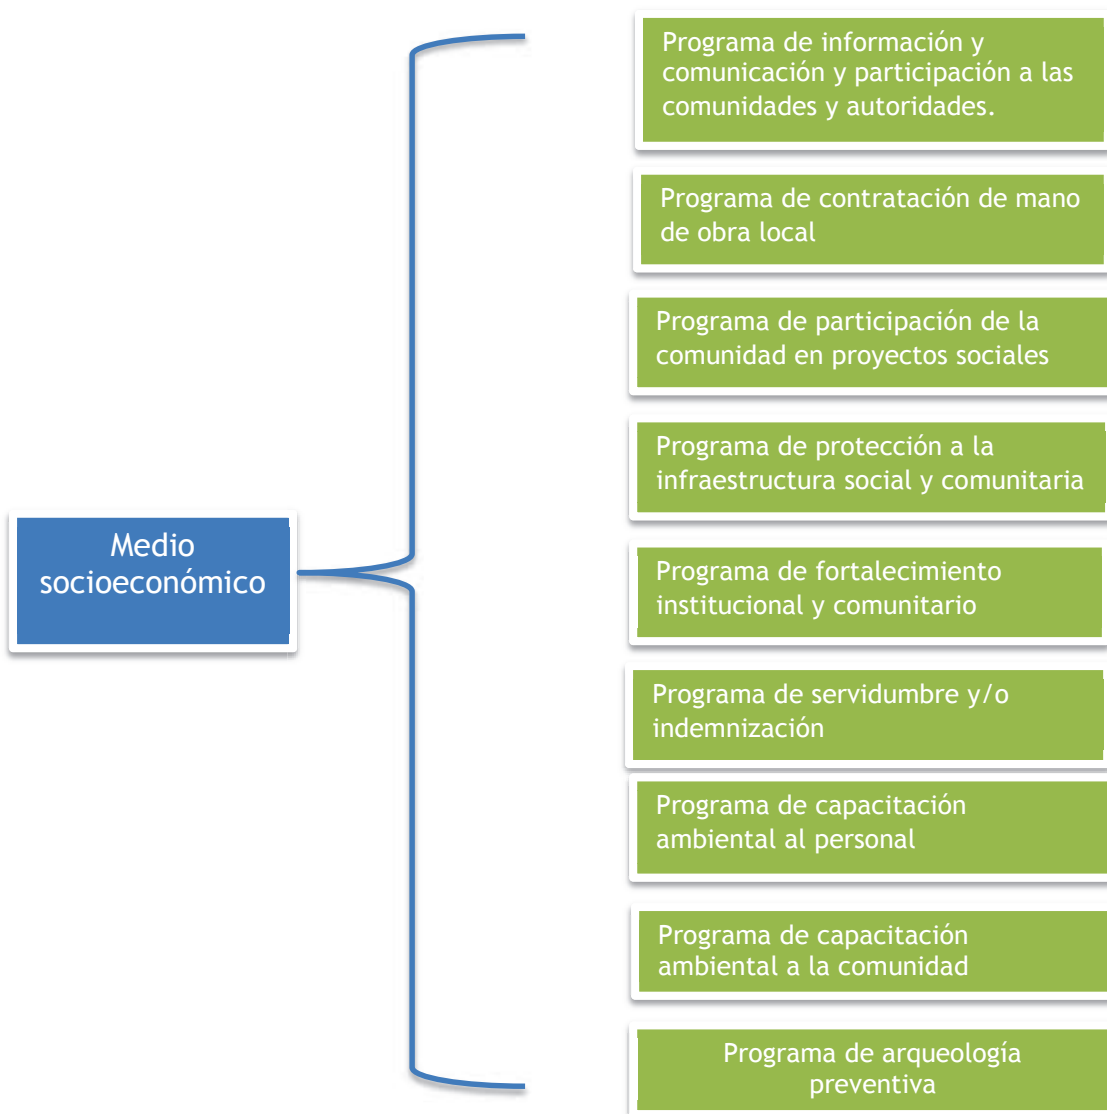 Programa de información y
comunicación y participación a las
comunidades y autoridades.
Programa de contratación de mano
de obra local
Programa de participación de la
comunidad en proyectos sociales
Programa de protección a la
infraestructura social y comunitaria
Medio
socioeconómico
Programa de fortalecimiento
institucional y comunitario
Programa de servidumbre y/o
indemnización
Programa de capacitación
ambiental al personal
Programa de capacitación
ambiental a la comunidad
Programa de arqueología
preventiva